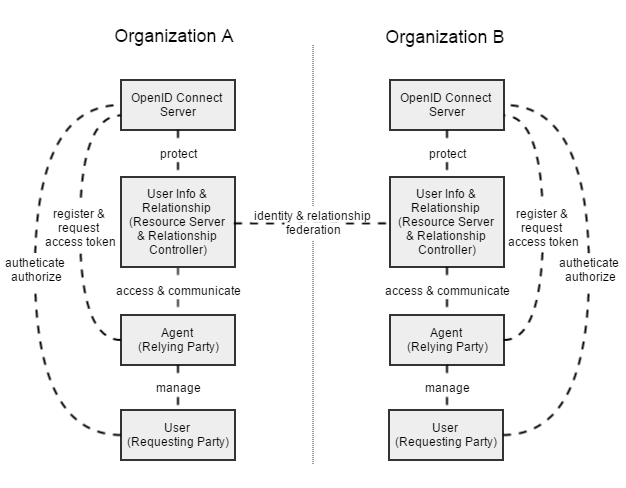 Organization A
OpenID Connect
Server
protect
User Info &
Relationship
(Resource Server
& Relationship
Controller)
register &
request
access token
autheticate
authorize
access & communicate
Agent
(Relying Party)
manage
User
(Requesting Party)
identity & relationship
federation
Organization B
OpenID Connect
Server
protect
User Info &
Relationship
(Resource Server
& Relationship
Controller)
register &
request
access token
autheticate
authorize
access & communicate
Agent
(Relying Party)
manage
User
(Requesting Party)